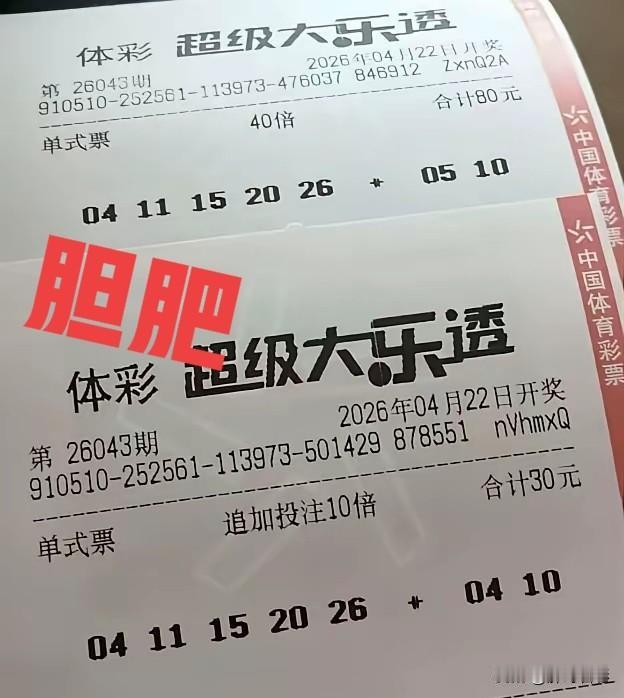 体彩 超级大乐透
第 26043期
2026年04月22日开奖
910510-252561-113973-476037 846912 ZxnQ2A
单式票 40倍 合计80元
04 11 15 20 26 * 05 10
中国体育彩票
胆肥
体彩 超级大乐透
第 26043期
2026年04月22日开奖
910510-252561-113973-501429 878551 nVhmxQ
单式票 追加投注10倍 合计30元
04 11 15 20 26 * 04 10
中国体育彩票